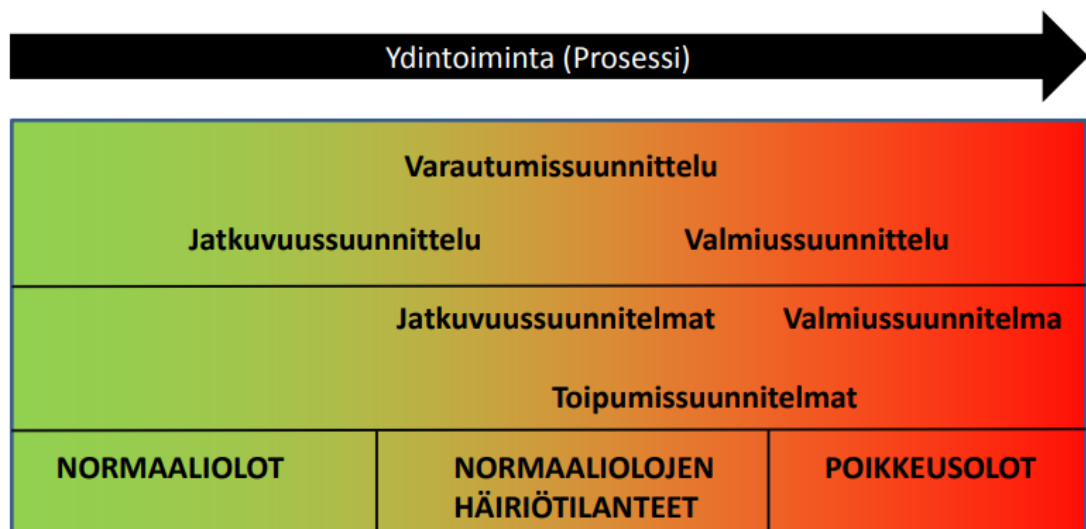 Ydintoiminta (Prosessi)
Varautumissuunnittelu
Jatkuvuussuunnittelu Valmiussuunnittelu
Jatkuvuussuunnitelmat Valmiussuunnitelma
Toipumissuunnitelmat
NORMAALIOLOT NORMAALIOLOJEN POIKKEUSOLOT
HÄIRIÖTILANTEET